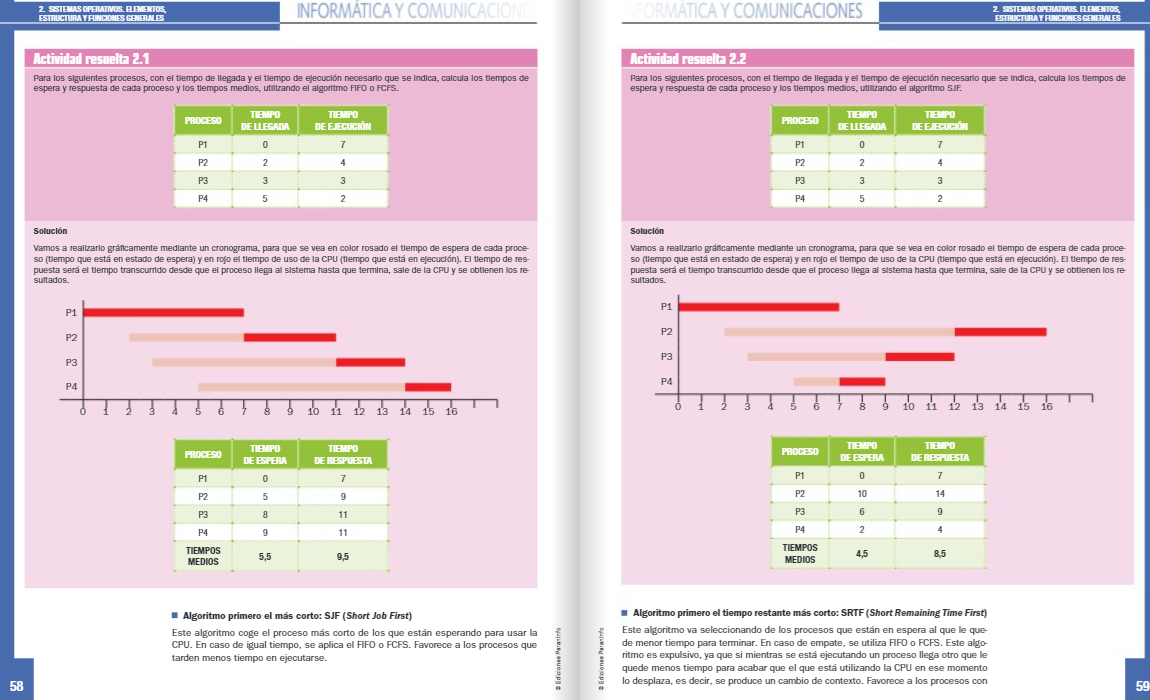 2. SISTEMAS OPERATIVOS. ELEMENTOS,
ESTRUCTURA Y FUNCIONES GENERALES
INFORMÁTICA Y COMUNICACIONE
Actividad resuelta 2.1
Para los siguientes procesos, con el tiempo de llegada y el tiempo de ejecución necesario que se indica, calcula los tiempos de
espera y respuesta de cada proceso y los tiempos medios, utilizando el algoritmo FIFO o FCFS.
PROCESO TIEMPO DE LLEGADA TIEMPO DE EJECUCIÓN
P1 0 7
P2 2 4
P3 3 3
P4 5 2
Solución
Vamos a realizarlo gráficamente mediante un cronograma, para que se vea en color rosado el tiempo de espera de cada proce-
so (tiempo que está en estado de espera) y en rojo el tiempo de uso de la CPU (tiempo que está en ejecución). El tiempo de res-
puesta será el tiempo transcurrido desde que el proceso llega al sistema hasta que termina, sale de la CPU y se obtienen los re-
sultados.
P1
P2
P3
P4
0 1 2 3 4 5 6 7 8 9 10 11 12 13 14 15 16
PROCESO TIEMPO DE ESPERA TIEMPO DE RESPUESTA
P1 0 7
P2 5 9
P3 8 11
P4 9 11
TIEMPOS MEDIOS 5,5 9,5
Algoritmo primero el más corto: SJF (Short Job First)
Este algoritmo coge el proceso más corto de los que están esperando para usar la
CPU. En caso de igual tiempo, se aplica el FIFO o FCFS. Favorece a los procesos que
tarden menos tiempo en ejecutarse.
© Ediciones Paraninfo
58
FORMÁTICA Y COMUNICACIONES
2. SISTEMAS OPERATIVOS. ELEMENTOS,
ESTRUCTURA Y FUNCIONES GENERALES
Actividad resuelta 2.2
Para los siguientes procesos, con el tiempo de llegada y el tiempo de ejecución necesario que se indica, calcula los tiempos de
espera y respuesta de cada proceso y los tiempos medios, utilizando el algoritmo SJF.
PROCESO TIEMPO DE LLEGADA TIEMPO DE EJECUCIÓN
P1 0 7
P2 2 4
P3 3 3
P4 5 2
Solución
Vamos a realizarlo gráficamente mediante un cronograma, para que se vea en color rosado el tiempo de espera de cada proce-
so (tiempo que está en estado de espera) y en rojo el tiempo de uso de la CPU (tiempo que está en ejecución). El tiempo de res-
puesta será el tiempo transcurrido desde que el proceso llega al sistema hasta que termina, sale de la CPU y se obtienen los re-
sultados.
P1
P2
P3
P4
0 1 2 3 4 5 6 7 8 9 10 11 12 13 14 15 16
PROCESO TIEMPO DE ESPERA TIEMPO DE RESPUESTA
P1 0 7
P2 10 14
P3 6 9
P4 2 4
TIEMPOS MEDIOS 4,5 8,5
Algoritmo primero el tiempo restante más corto: SRTF (Short Remaining Time First)
Este algoritmo va seleccionando de los procesos que están en espera al que le que-
de menor tiempo para terminar. En caso de empate, se utiliza FIFO o FCFS. Este algo-
ritmo es expulsivo, ya que si mientras se está ejecutando un proceso llega otro que le
quede menos tiempo para acabar que el que está utilizando la CPU en ese momento
lo desplaza, es decir, se produce un cambio de contexto. Favorece a los procesos con
© Ediciones Paraninfo
59